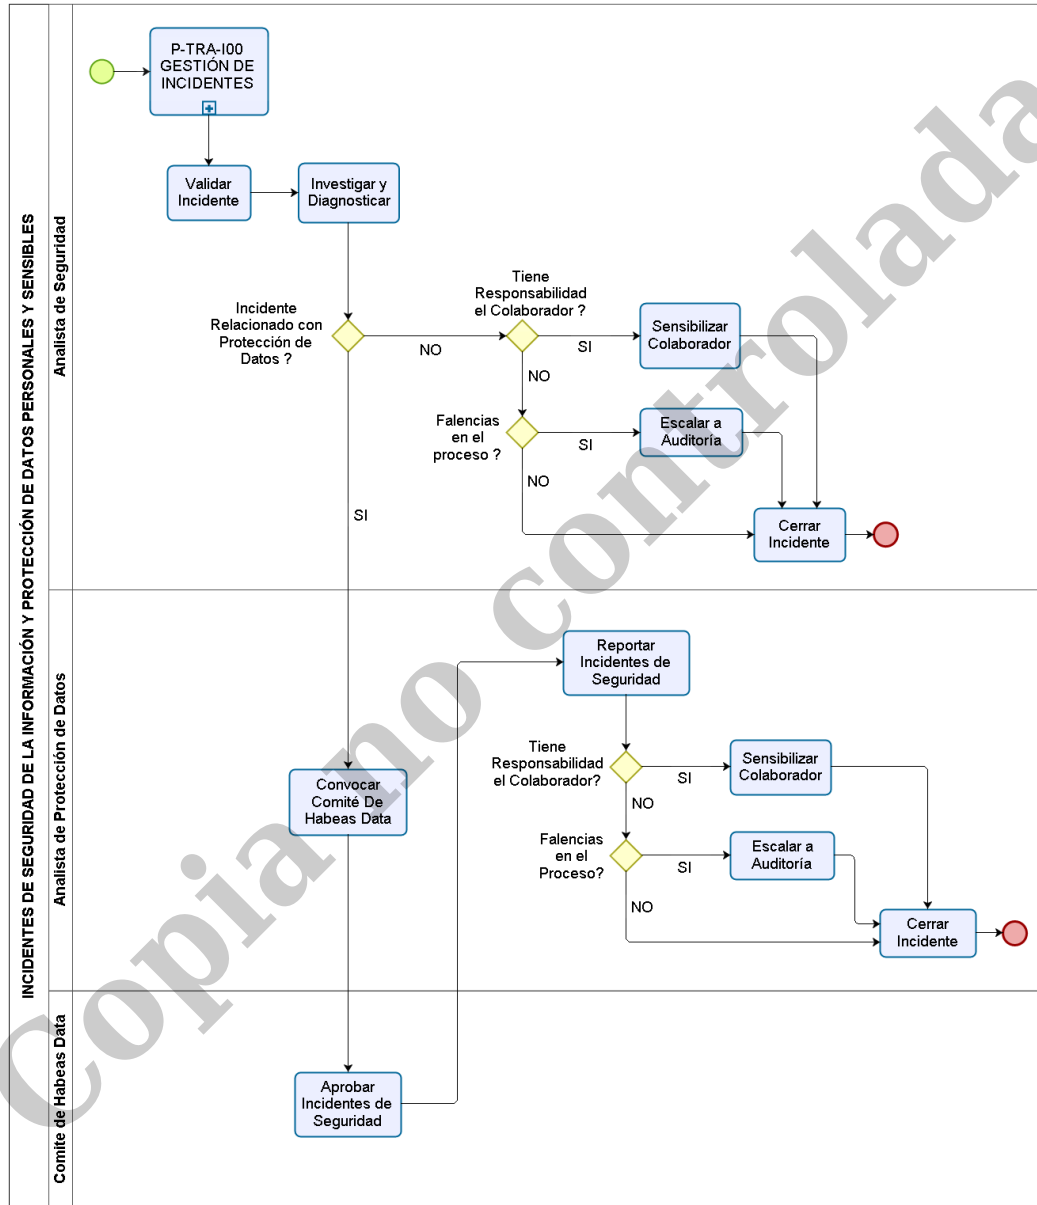 INCIDENTES DE SEGURIDAD DE LA INFORMACIÓN Y PROTECCIÓN DE DATOS PERSONALES Y SENSIBLES
Analista de Seguridad
P-TRA-I00
GESTIÓN DE
INCIDENTES
Validar
Incidente
Investigar y
Diagnosticar
Incidente
Relacionado con
Protección de
Datos ?
NO
SI
Tiene
Responsabilidad
el Colaborador ?
SI
NO
Sensibilizar
Colaborador
Falencias
en el
proceso ?
SI
NO
Escalar a
Auditoría
Cerrar
Incidente
Analista de Protección de Datos
Convocar
Comité De
Habeas Data
Reportar
Incidentes de
Seguridad
Tiene
Responsabilidad
el Colaborador?
SI
NO
Sensibilizar
Colaborador
Falencias
en el
Proceso?
SI
NO
Escalar a
Auditoría
Cerrar
Incidente
Comite de Habeas Data
Aprobar
Incidentes de
Seguridad
Copia no controlada